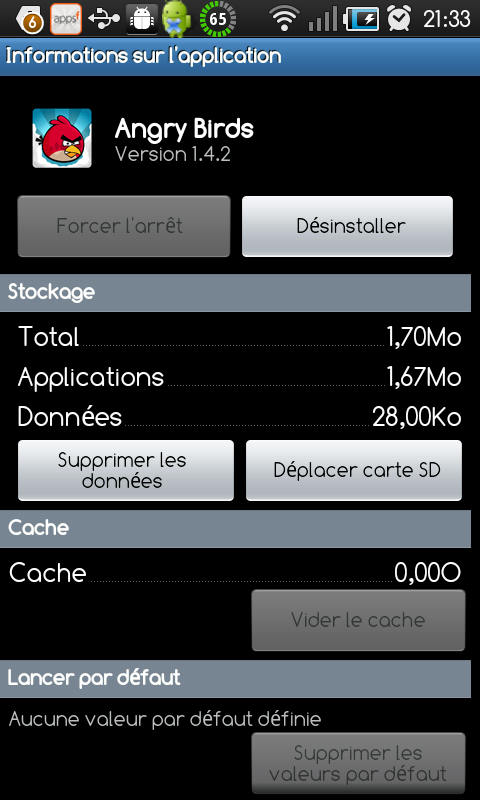 6
apps
65
21:33
Informations sur l'application
Angry Birds
Version 1.4.2
Forcer l'arrêt
Désinstaller
Stockage
Total 1,70Mo
Applications 1,67Mo
Données 28,00Ko
Supprimer les
données
Déplacer carte SD
Cache
Cache 0,00O
Vider le cache
Lancer par défaut
Aucune valeur par défaut définie
Supprimer les
valeurs par défaut